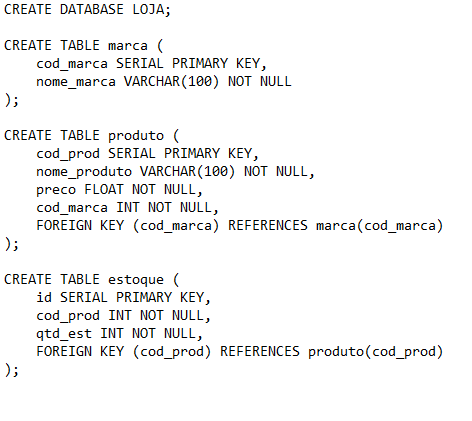 CREATE DATABASE LOJA;
CREATE TABLE marca (
cod_marca SERIAL PRIMARY KEY,
nome_marca VARCHAR(100) NOT NULL
);
CREATE TABLE produto (
cod_prod SERIAL PRIMARY KEY,
nome_produto VARCHAR(100) NOT NULL,
preco FLOAT NOT NULL,
cod_marca INT NOT NULL,
FOREIGN KEY (cod_marca) REFERENCES marca(cod_marca)
);
CREATE TABLE estoque (
id SERIAL PRIMARY KEY,
cod_prod INT NOT NULL,
qtd_est INT NOT NULL,
FOREIGN KEY (cod_prod) REFERENCES produto(cod_prod)
);